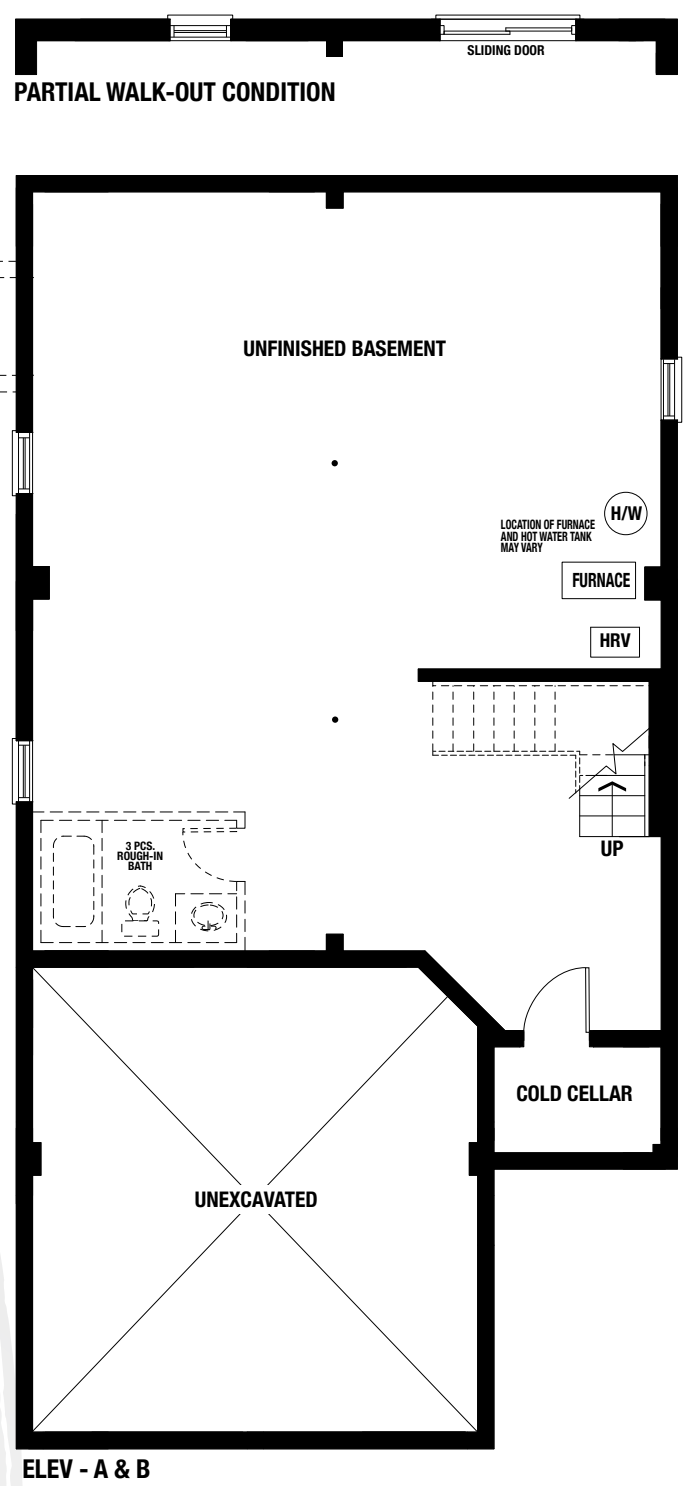 SLIDING DOOR
PARTIAL WALK-OUT CONDITION
UNFINISHED BASEMENT
H/W
LOCATION OF FURNACE
AND HOT WATER TANK
MAY VARY
FURNACE
HRV
UP
3 PCS.
ROUGH-IN
BATH
COLD CELLAR
UNEXCAVATED
ELEV - A & B